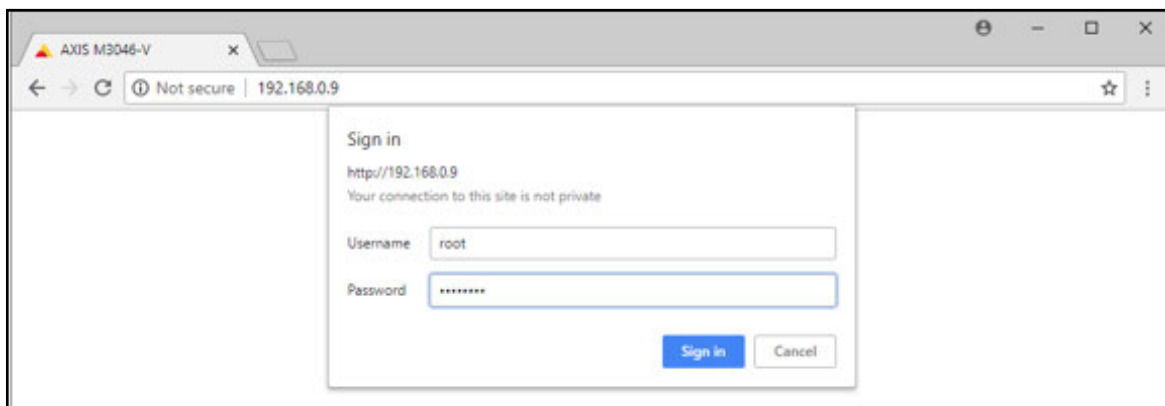 AXIS M3046-V
Not secure | 192.168.0.9
Sign in
http://192.168.0.9
Your connection to this site is not private
Username root
Password ••••••••
Sign in Cancel